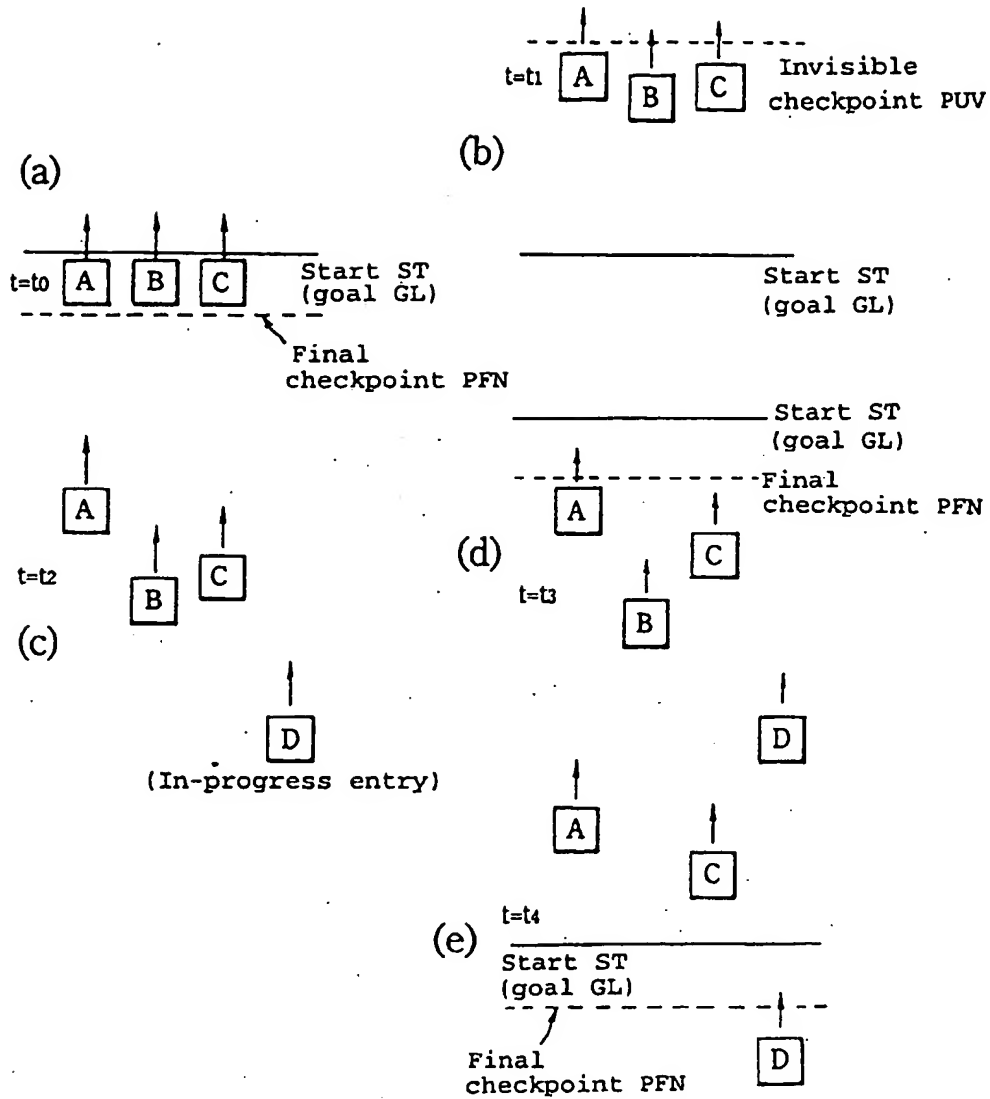 (a)
t=t0
A B C
Start ST
(goal GL)
Final
checkpoint PFN
(b)
t=t1
A
B
C
Invisible
checkpoint PUV
Start ST
(goal GL)
(c)
t=t2
A
B
C
D
(In-progress entry)
(d)
t=t3
Start ST
(goal GL)
Final
checkpoint PFN
A
B
C
D
(e)
t=t4
A
C
Start ST
(goal GL)
Final
checkpoint PFN
D